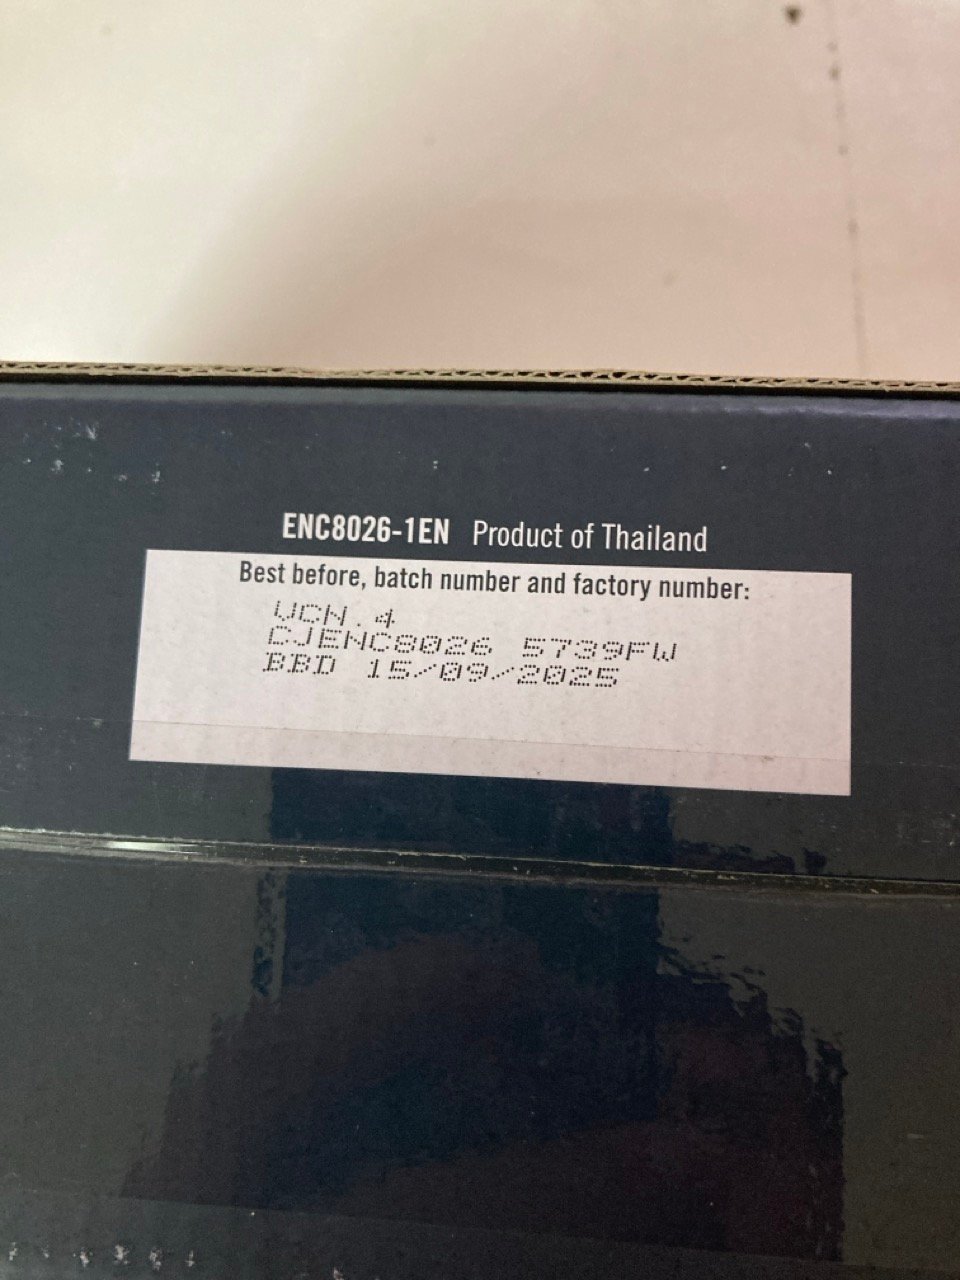 ENC8026-1EN Product of Thailand
Best before, batch number and factory number:
VCN.4
CJENC8026 5739FW
BBD 15/09/2025